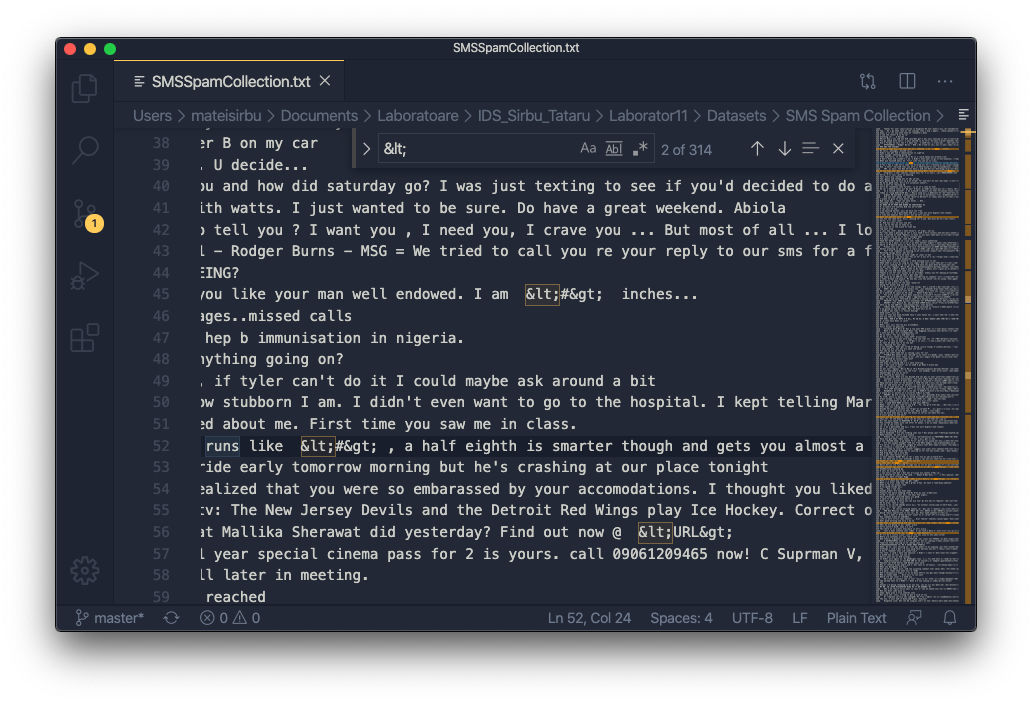 SMSSpamCollection.txt
SMSSpamCollection.txt
Users > mateisirbu > Documents > Laboratoare > IDS_Sirbu_Tataru > Laborator11 > Datasets > SMS Spam Collection >
&lt;
Aa Abl .* 2 of 314
38 er B on my car
39 . U decide...
40 ou and how did saturday go? I was just texting to see if you'd decided to do a
41 ith watts. I just wanted to be sure. Do have a great weekend. Abiola
42 o tell you ? I want you , I need you, I crave you ... But most of all ... I lo
43 l - Rodger Burns - MSG = We tried to call you re your reply to our sms for a f
44 EING?
45 you like your man well endowed. I am  &lt;#&gt;  inches...
46 ages..missed calls
47 hep b immunisation in nigeria.
48 nything going on?
49 , if tyler can't do it I could maybe ask around a bit
50 ow stubborn I am. I didn't even want to go to the hospital. I kept telling Mar
51 ed about me. First time you saw me in class.
52 runs like  &lt;#&gt; , a half eighth is smarter though and gets you almost a
53 ride early tomorrow morning but he's crashing at our place tonight
54 ealized that you were so embarassed by your accomodations. I thought you liked
55 tv: The New Jersey Devils and the Detroit Red Wings play Ice Hockey. Correct o
56 at Mallika Sherawat did yesterday? Find out now @  &lt;URL&gt;
57 1 year special cinema pass for 2 is yours. call 09061209465 now! C Suprman V,
58 ll later in meeting.
59 reached
1
master* 0 0 Ln 52, Col 24 Spaces: 4 UTF-8 LF Plain Text